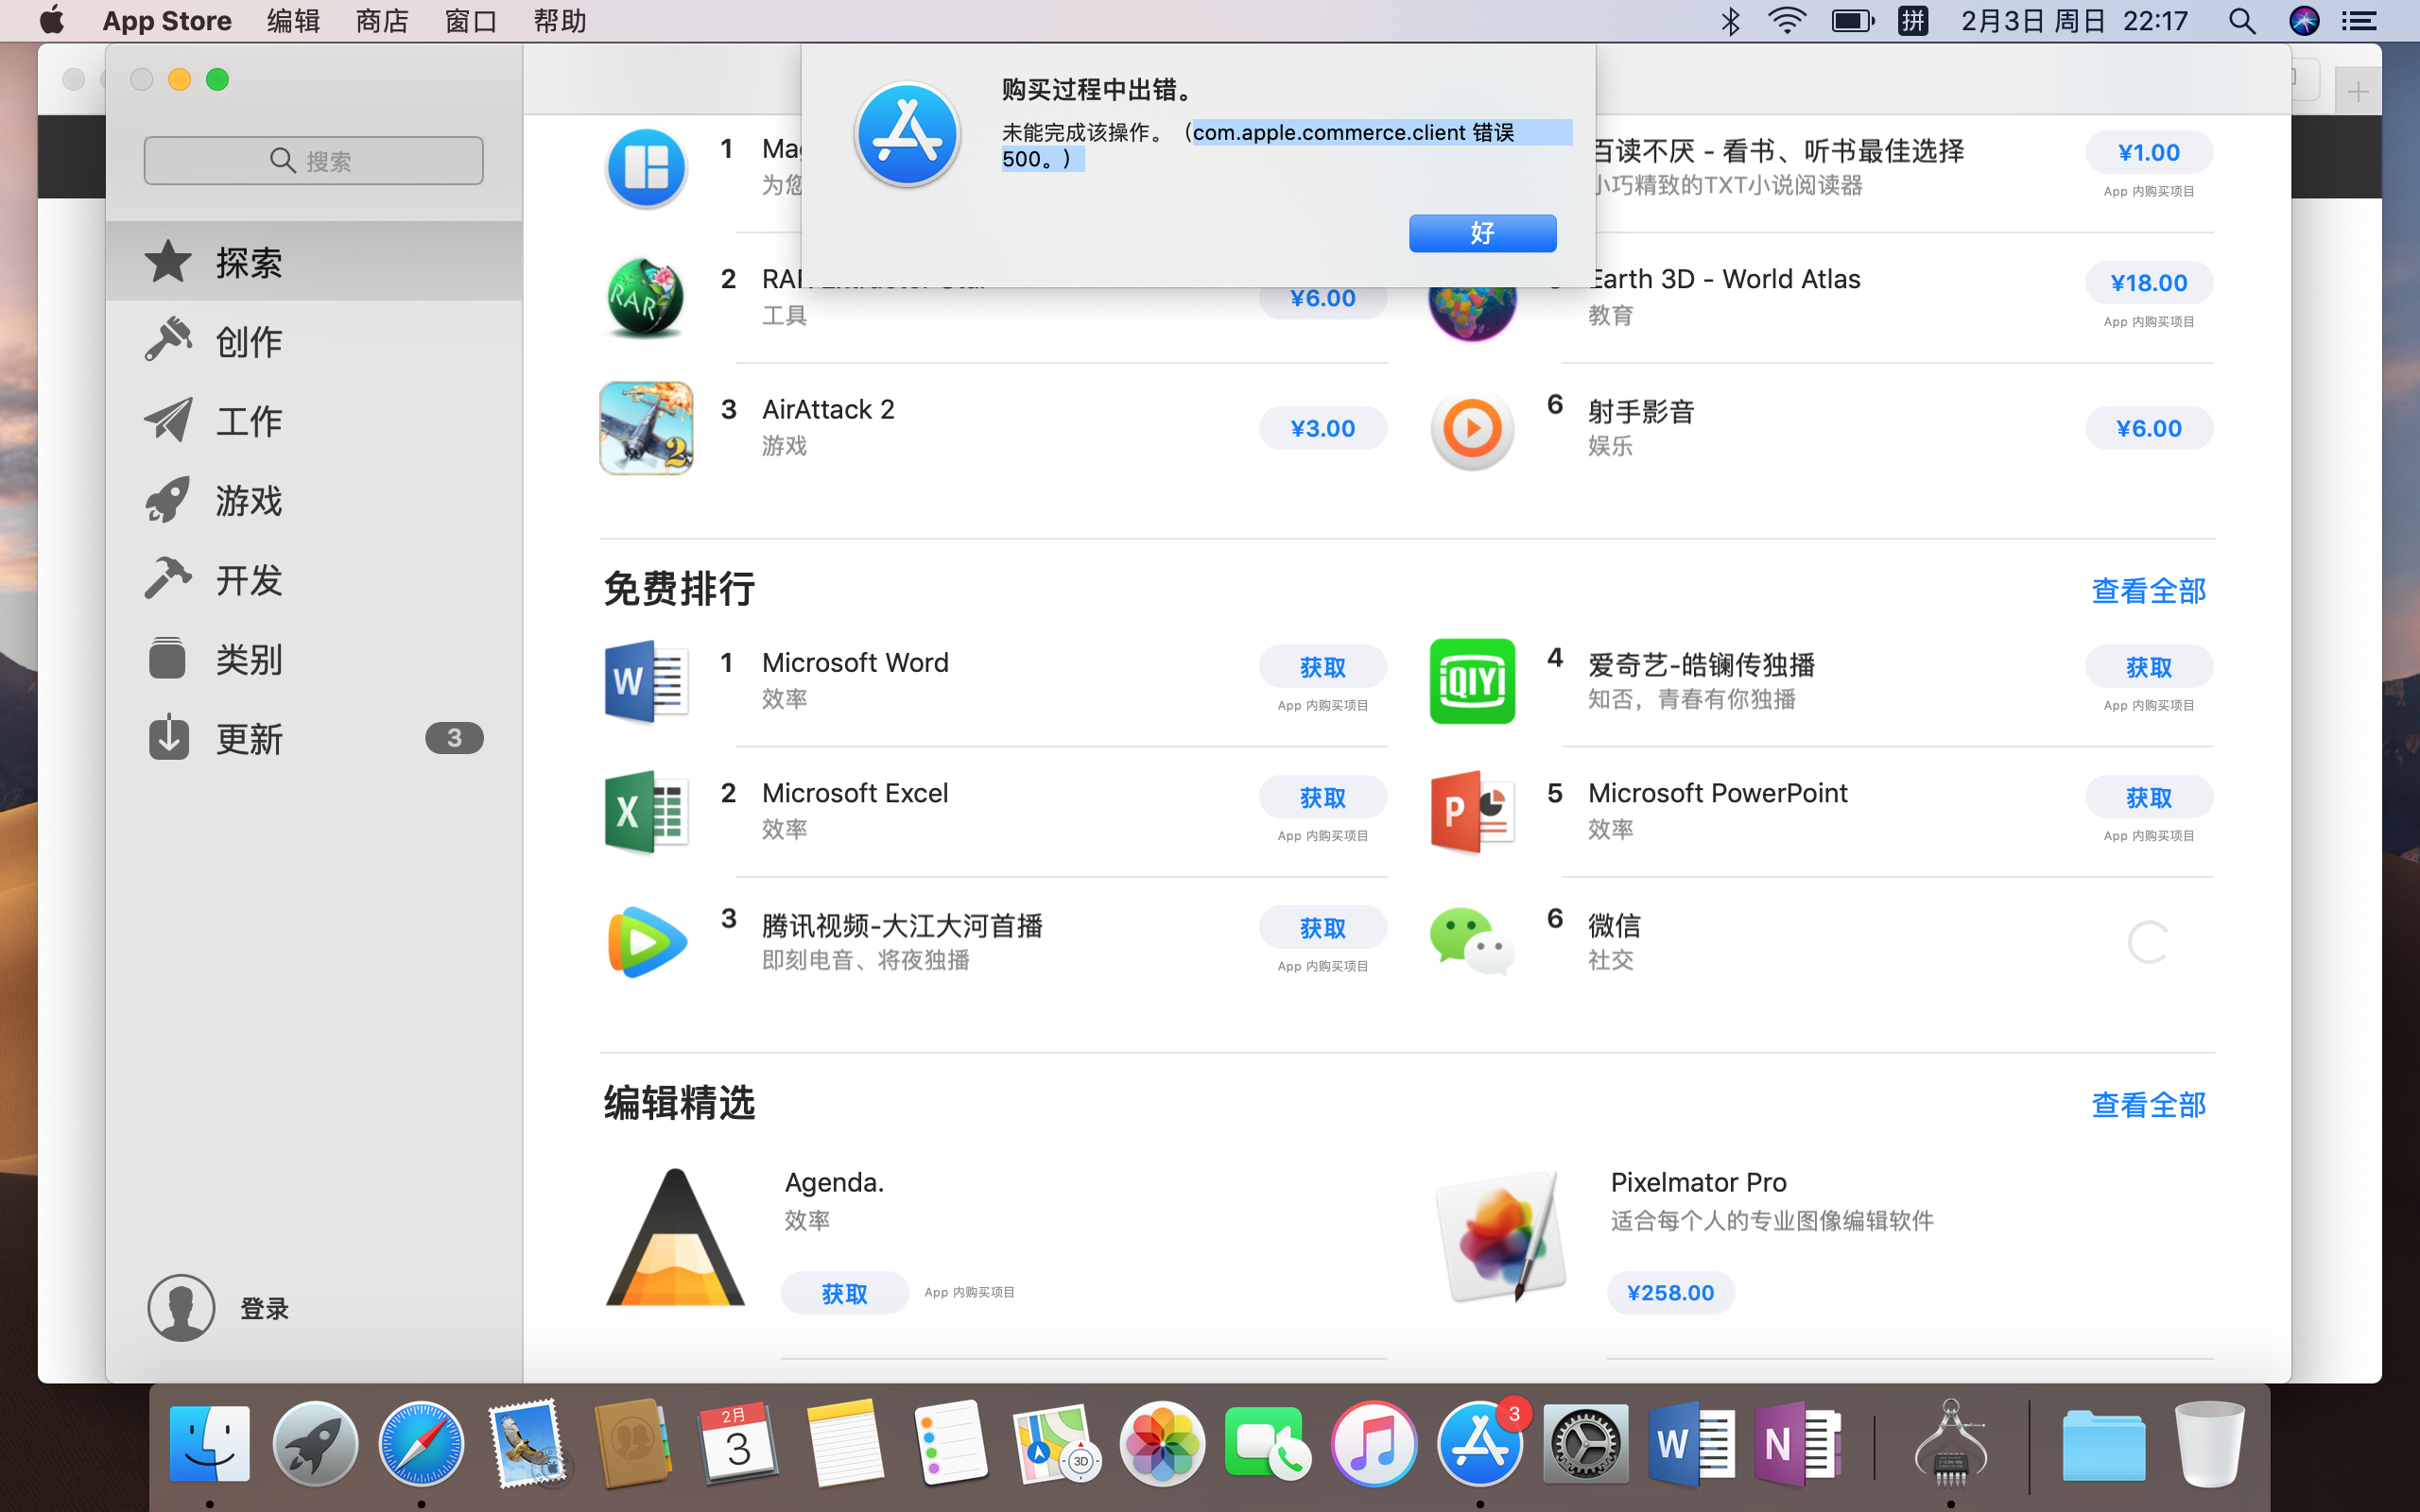 App Store 编辑 商店 窗口 帮助
拼 2月3日 周日 22:17
购买过程中出错。
未能完成该操作。（com.apple.commerce.client 错误
500。）
好
搜索
探索
创作
工作
游戏
开发
类别
更新 3
登录
1
为您
2
¥6.00
工具
3 AirAttack 2
¥3.00
游戏
百读不厌 - 看书、听书最佳选择
¥1.00
小巧精致的TXT小说阅读器
App 内购买项目
Earth 3D - World Atlas
¥18.00
教育
App 内购买项目
6 射手影音
¥6.00
娱乐
免费排行 查看全部
1 Microsoft Word
获取
效率
App 内购买项目
2 Microsoft Excel
获取
效率
App 内购买项目
3 腾讯视频-大江大河首播
获取
即刻电音、将夜独播
App 内购买项目
4 爱奇艺-皓镧传独播
获取
知否，青春有你独播
App 内购买项目
5 Microsoft PowerPoint
获取
效率
App 内购买项目
6 微信
社交
编辑精选 查看全部
Agenda.
效率
获取 App 内购买项目
Pixelmator Pro
适合每个人的专业图像编辑软件
¥258.00
RAR
2
W
iQIYI
X
P
2月
3
3D
3
W
N